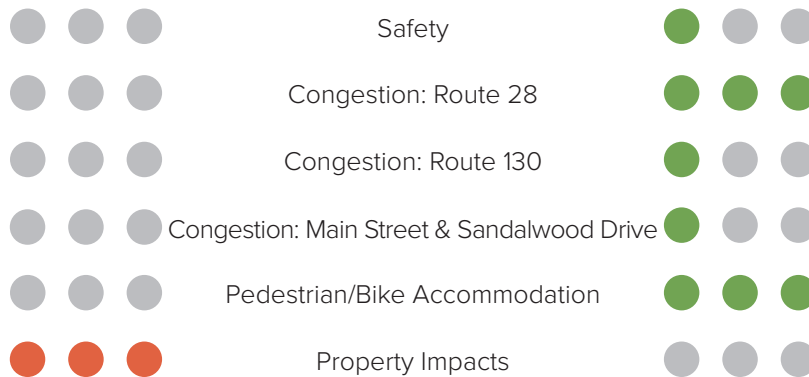 Safety
Congestion: Route 28
Congestion: Route 130
Congestion: Main Street & Sandalwood Drive
Pedestrian/Bike Accommodation
Property Impacts